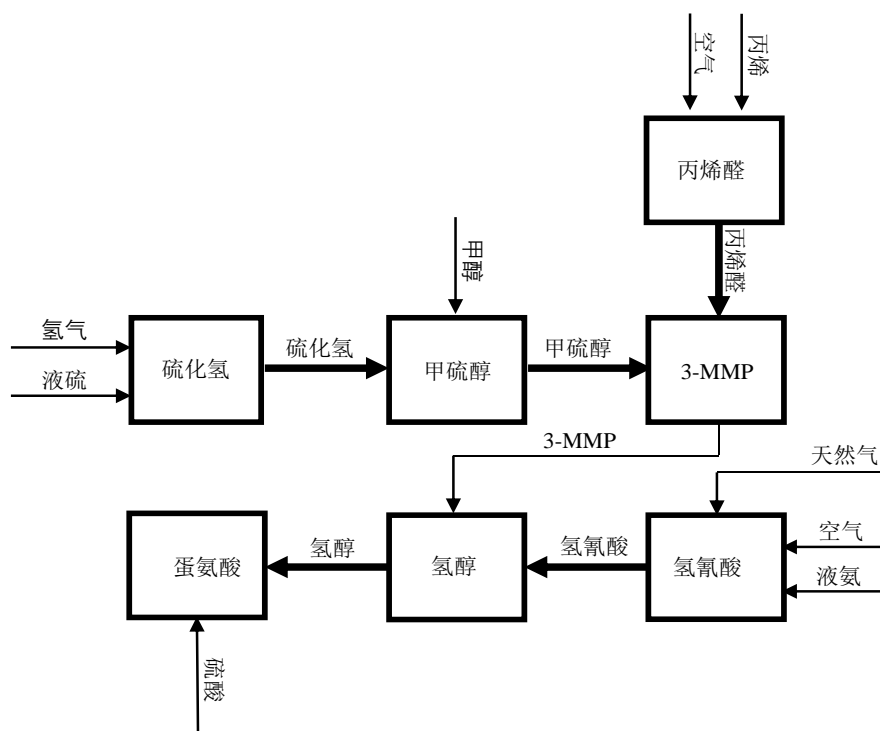 空气
丙烯
丙烯醛
丙烯醛
甲醇
氢气
液硫
硫化氢
硫化氢
甲硫醇
甲硫醇
3-MMP
3-MMP
天然气
空气
液氨
氢氰酸
氢氰酸
氢醇
氢醇
蛋氨酸
硫酸